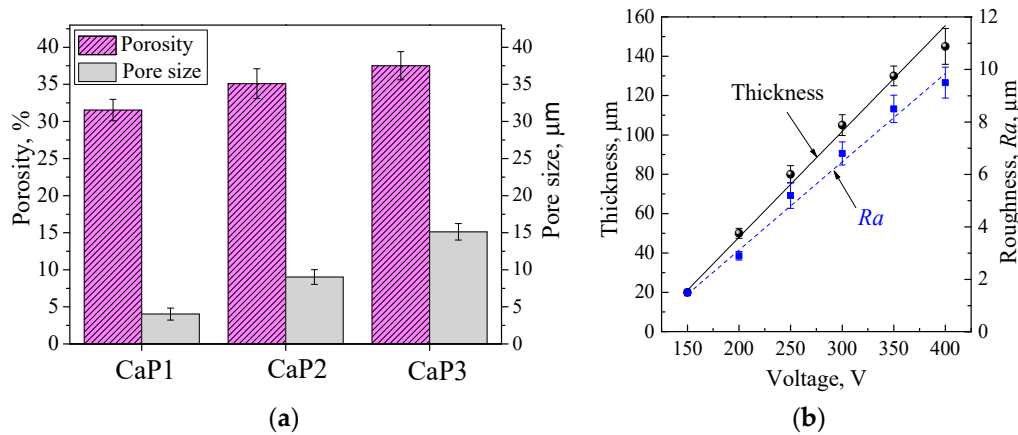 (a)
Porosity
Pore size
Porosity, %
40
35
30
25
20
15
10
5
0
40
35
30
25
20
15
10
5
0
Pore size, μm
CaP1 CaP2 CaP3
(b)
Thickness, μm
160
140
120
100
80
60
40
20
0
12
10
8
6
4
2
0
Roughness, Ra, μm
Thickness
Ra
150 200 250 300 350 400
Voltage, V